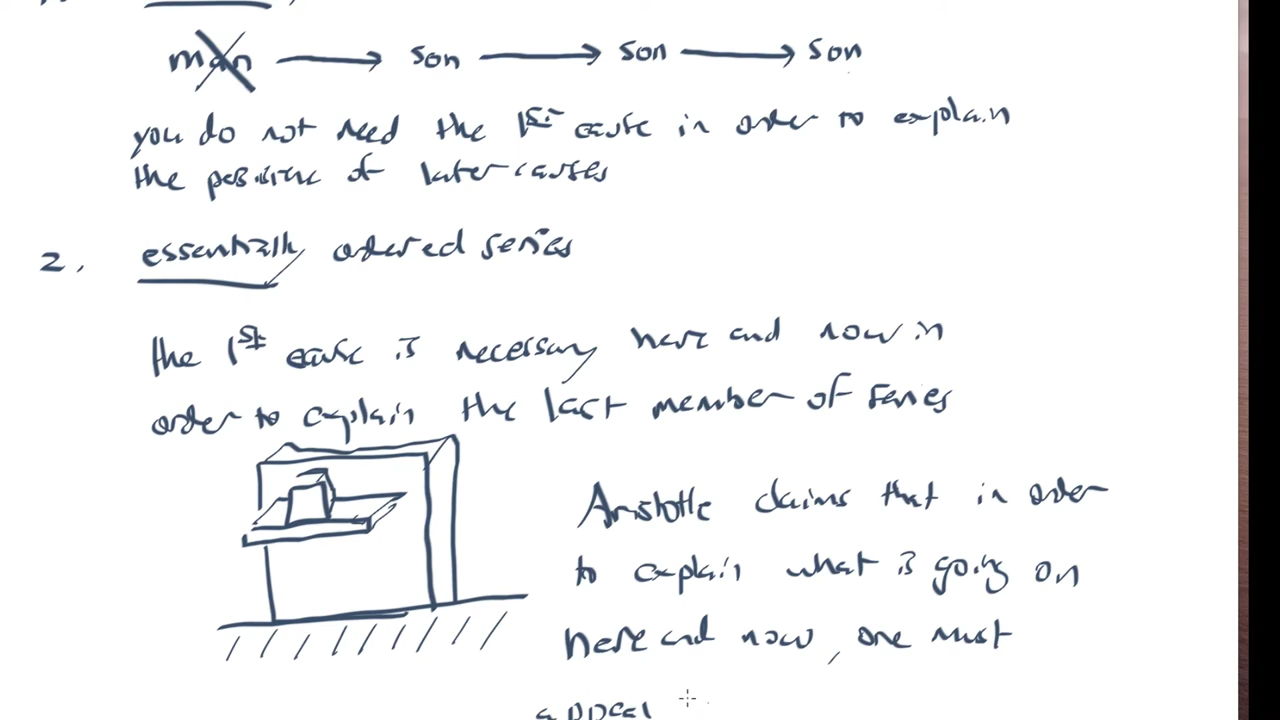 man → son → son → son
you do not need the 1st cause in order to explain
the position of later causes
2. essentially ordered series
the 1st cause is necessary here and now in
order to explain the last member of series
Aristotle claims that in order
to explain what is going on
here and now, one must
appeal